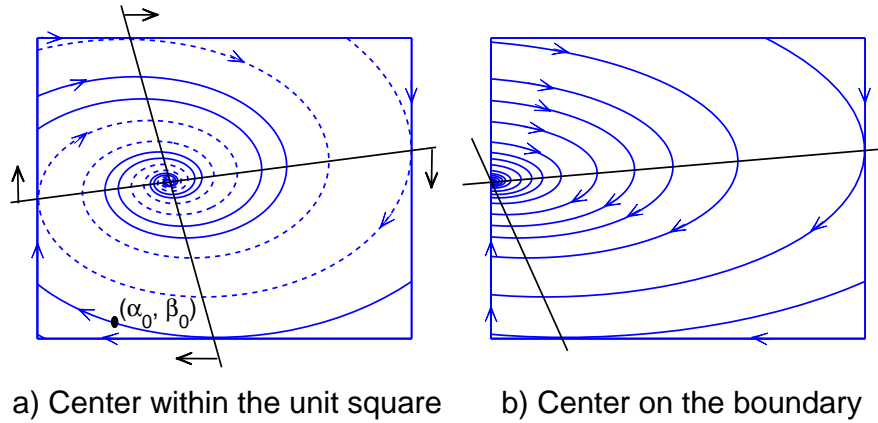 (α₀, β₀)
a) Center within the unit square
b) Center on the boundary